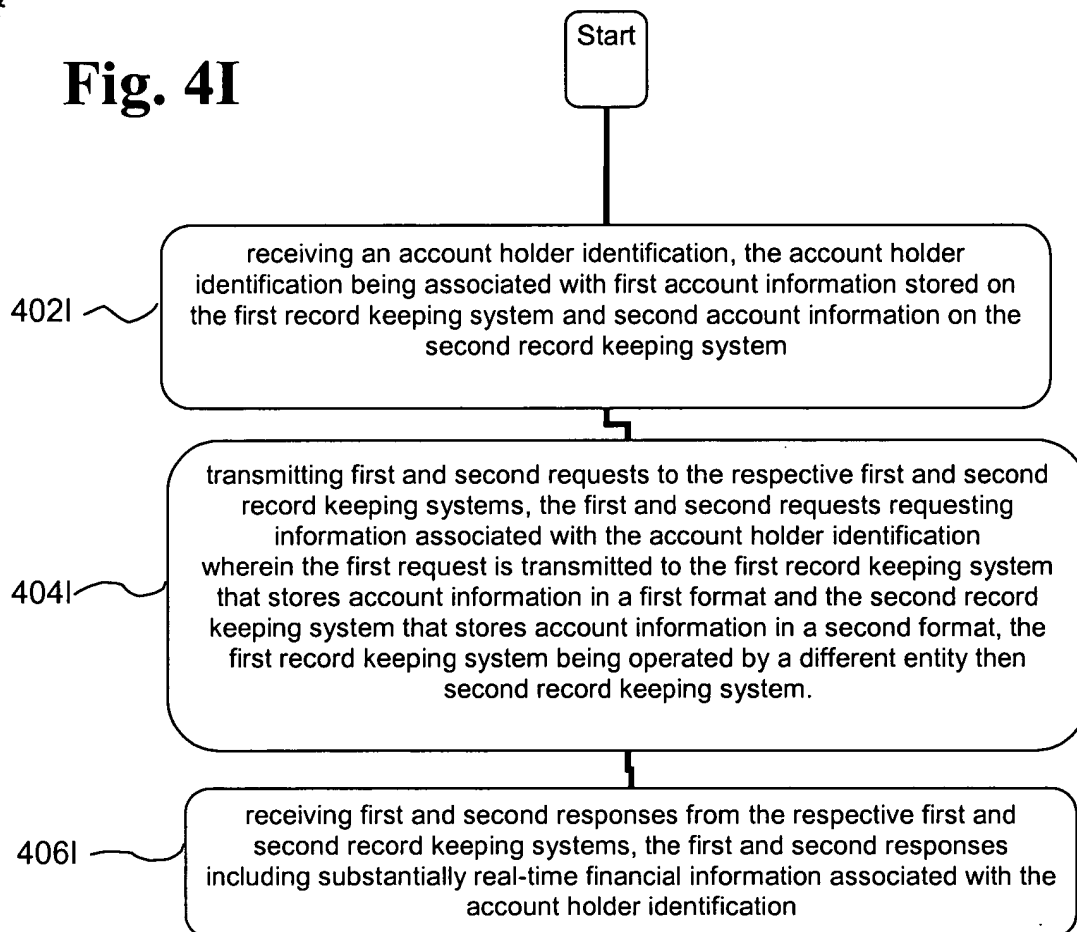 Start
Fig. 4I
receiving an account holder identification, the account holder
identification being associated with first account information stored on
the first record keeping system and second account information on the
second record keeping system
402I
transmitting first and second requests to the respective first and second
record keeping systems, the first and second requests requesting
information associated with the account holder identification
wherein the first request is transmitted to the first record keeping system
that stores account information in a first format and the second record
keeping system that stores account information in a second format, the
first record keeping system being operated by a different entity then
second record keeping system.
404I
receiving first and second responses from the respective first and
second record keeping systems, the first and second responses
including substantially real-time financial information associated with the
account holder identification
406I